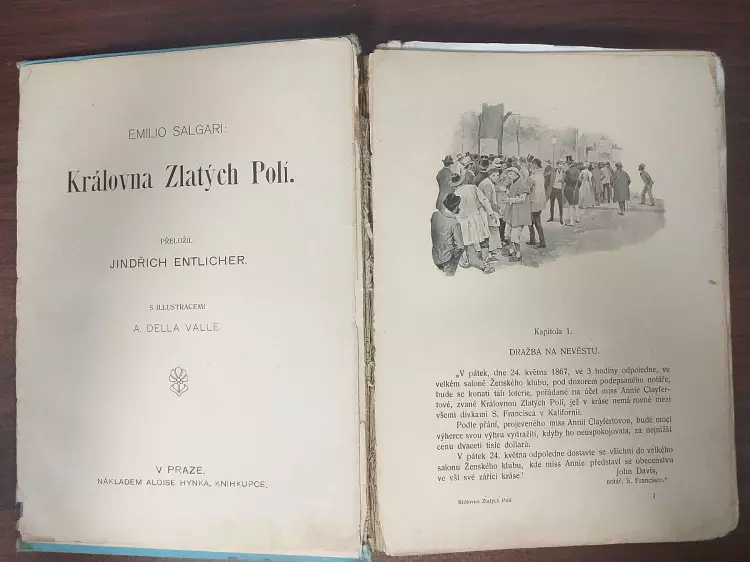 EMILIO SALGARI:
Královna Zlatých Polí.
PŘELOŽIL
JINDŘICH ENTLICHER.
S ILLUSTRACEMI
A. DELLA VALLE
V PRAZE.
NÁKLADEM ALOISE HYNKA, KNIHKUPCE.
Kapitola 1.
DRAŽBA NA NEVĚSTU.
„V pátek, dne 24. května 1867, ve 3 hodiny odpoledne, ve
velkém saloně Ženského klubu, pod dozorem podepsaného notáře,
bude se konati tah loterie, pořádané na účet miss Annie Clayfer-
tové, zvané Královnou Zlatých Polí, jež v kráse nemá rovné mezi
všemi dívkami S. Francisca v Kalifornii.
Podle přání, projeveného miss Annií Clayfertovou, bude moci
výherce svou výhru vydražiti, kdyby ho neuspokojovala, za nejnižší
cenu dvaceti tisíc dollarů.
V pátek 24. května odpoledne dostavte se všichni do velkého
salonu Ženského klubu, kde miss Annie představí se obecenstvu
ve vší své zářící kráse.
John Davis,
notář, S. Francisco.“
Královna Zlatých Polí
1